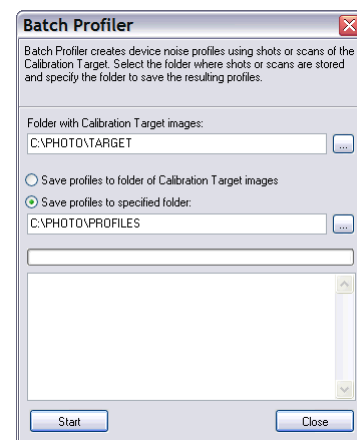 Batch Profiler
Batch Profiler creates device noise profiles using shots or scans of the
Calibration Target. Select the folder where shots or scans are stored
and specify the folder to save the resulting profiles.
Folder with Calibration Target images:
C:\PHOTO\TARGET
...
Save profiles to folder of Calibration Target images
Save profiles to specified folder:
C:\PHOTO\PROFILES
...
Start
Close